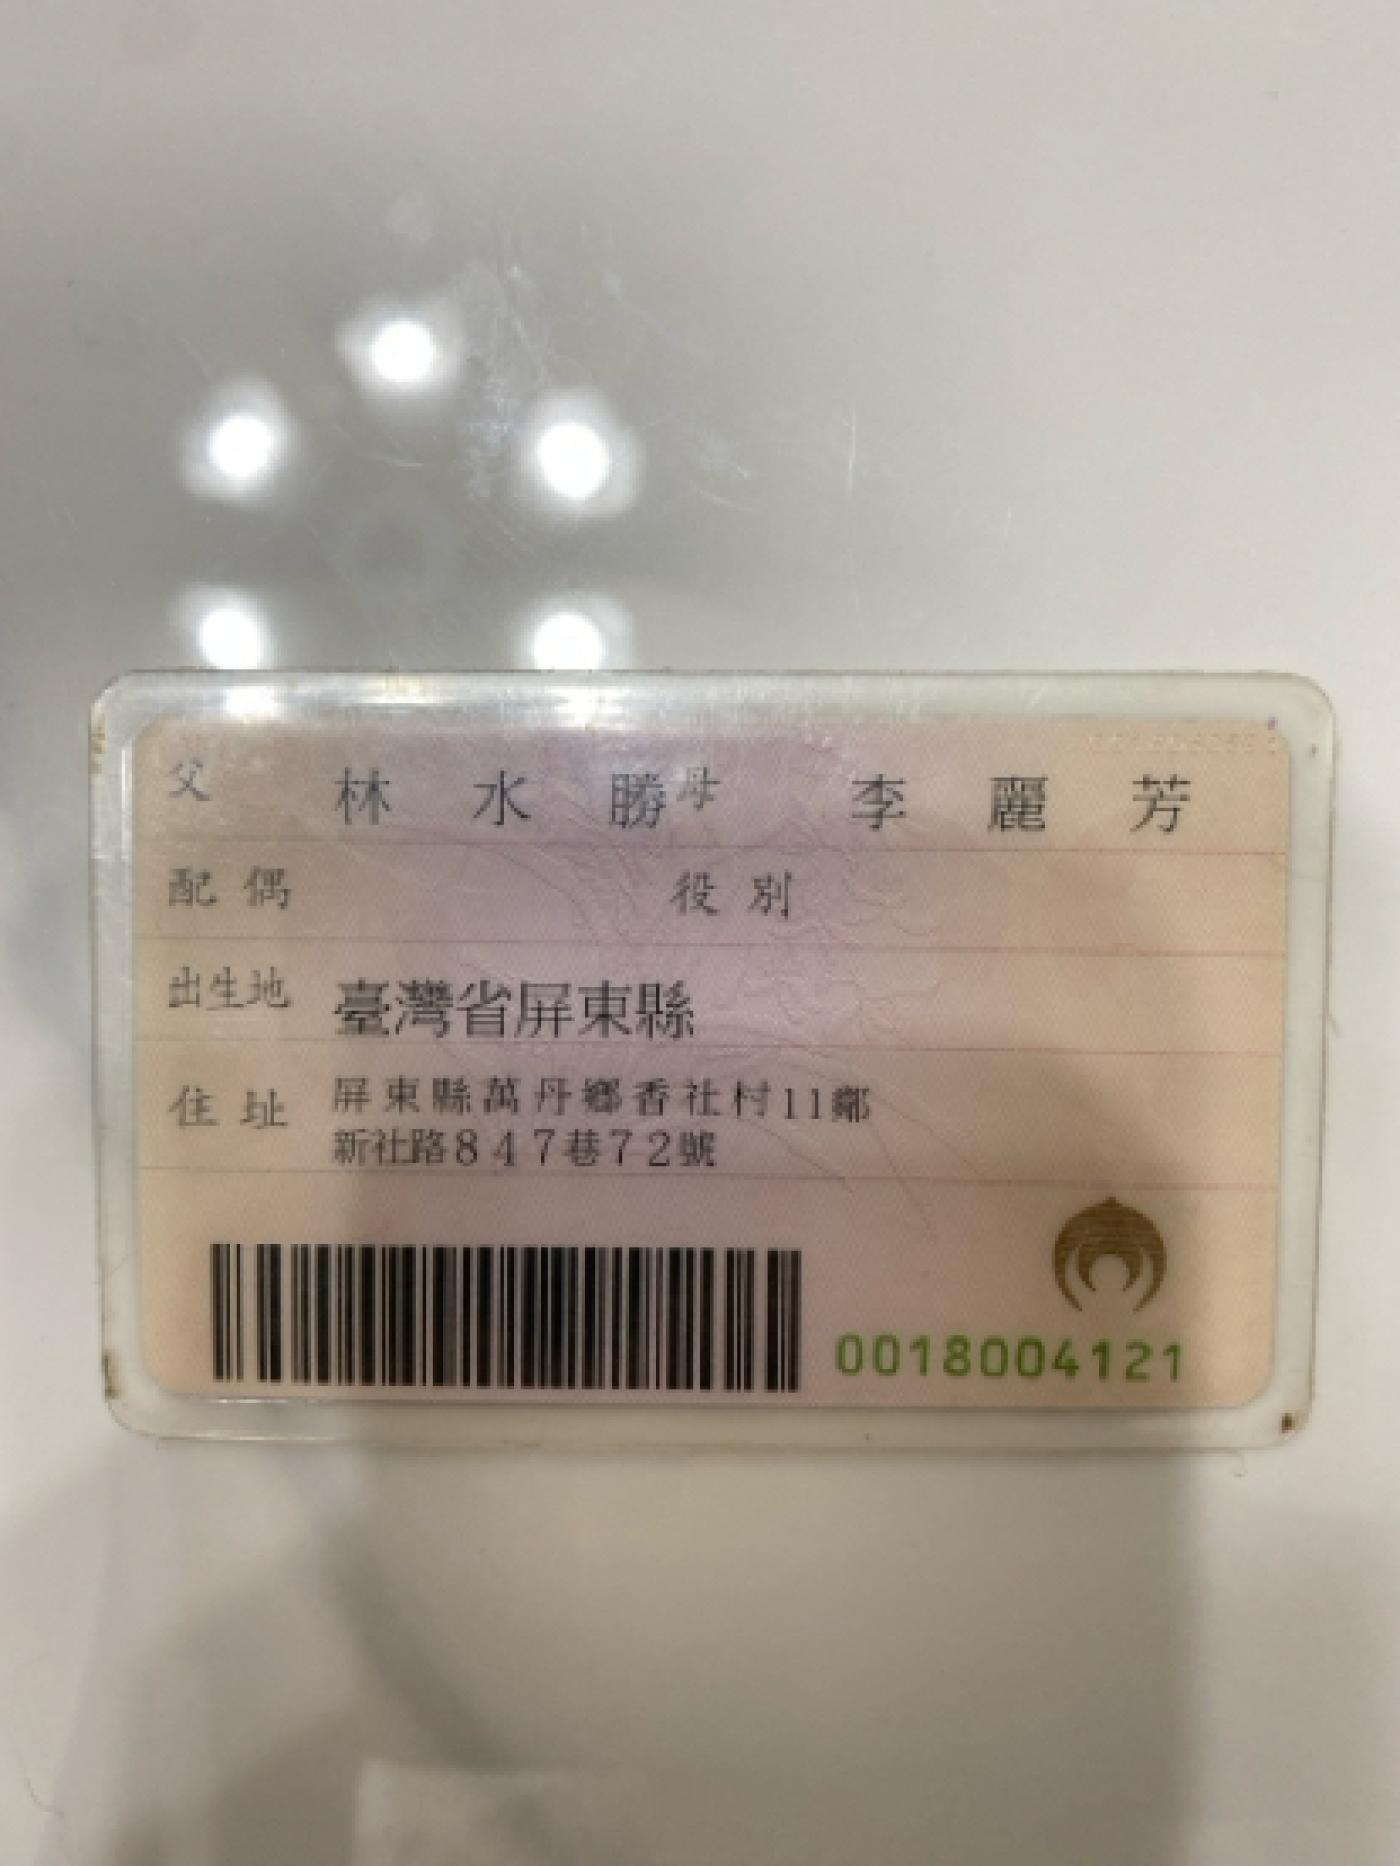 父 林水勝 母 李麗芳
配偶 役別
出生地 臺灣省屏東縣
住址 屏東縣萬丹鄉香社村11鄰
新社路847巷72號
0018004121